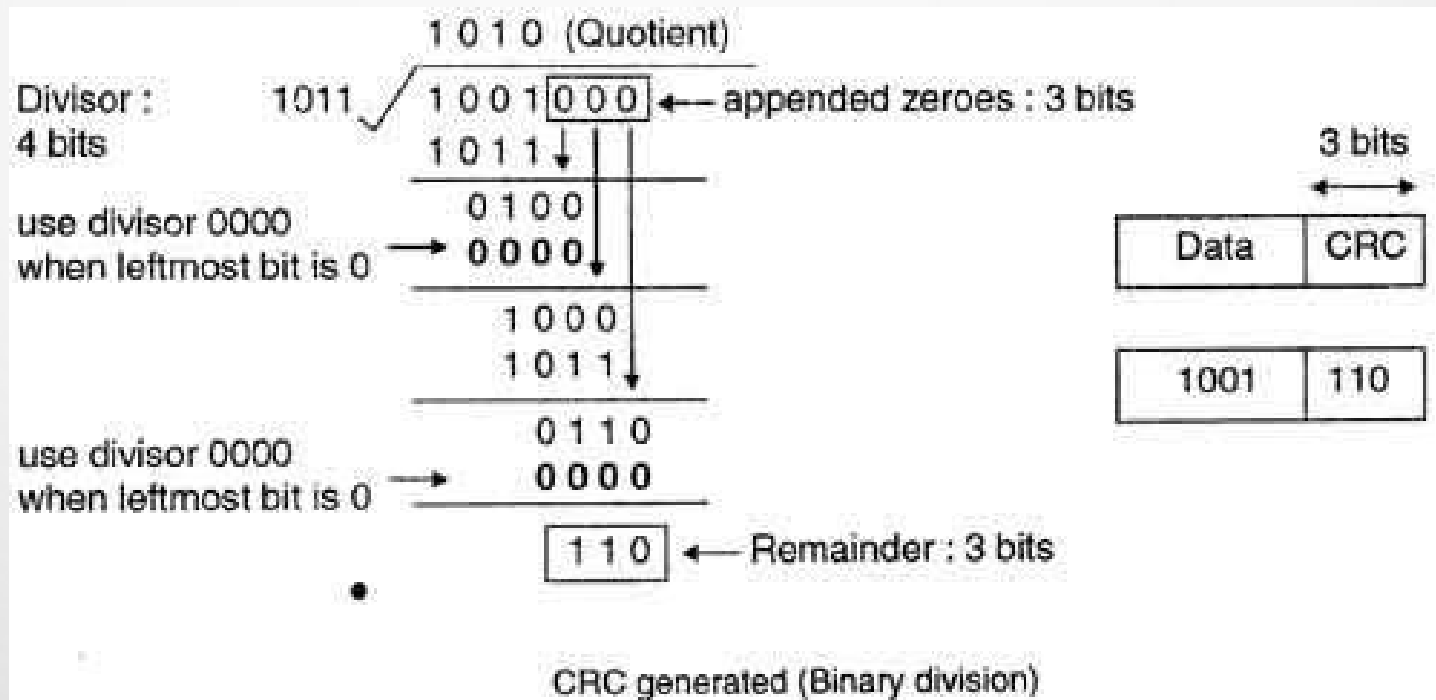 1 0 1 0 (Quotient)
Divisor : 1011 1 0 0 1 0 0 0 appended zeroes : 3 bits
4 bits 1 0 1 1
3 bits
0 1 0 0
use divisor 0000
when leftmost bit is 0 0 0 0 0
Data CRC
1 0 0 0
1 0 1 1
1001 110
0 1 1 0
use divisor 0000
when leftmost bit is 0 0 0 0 0
1 1 0 Remainder : 3 bits
CRC generated (Binary division)